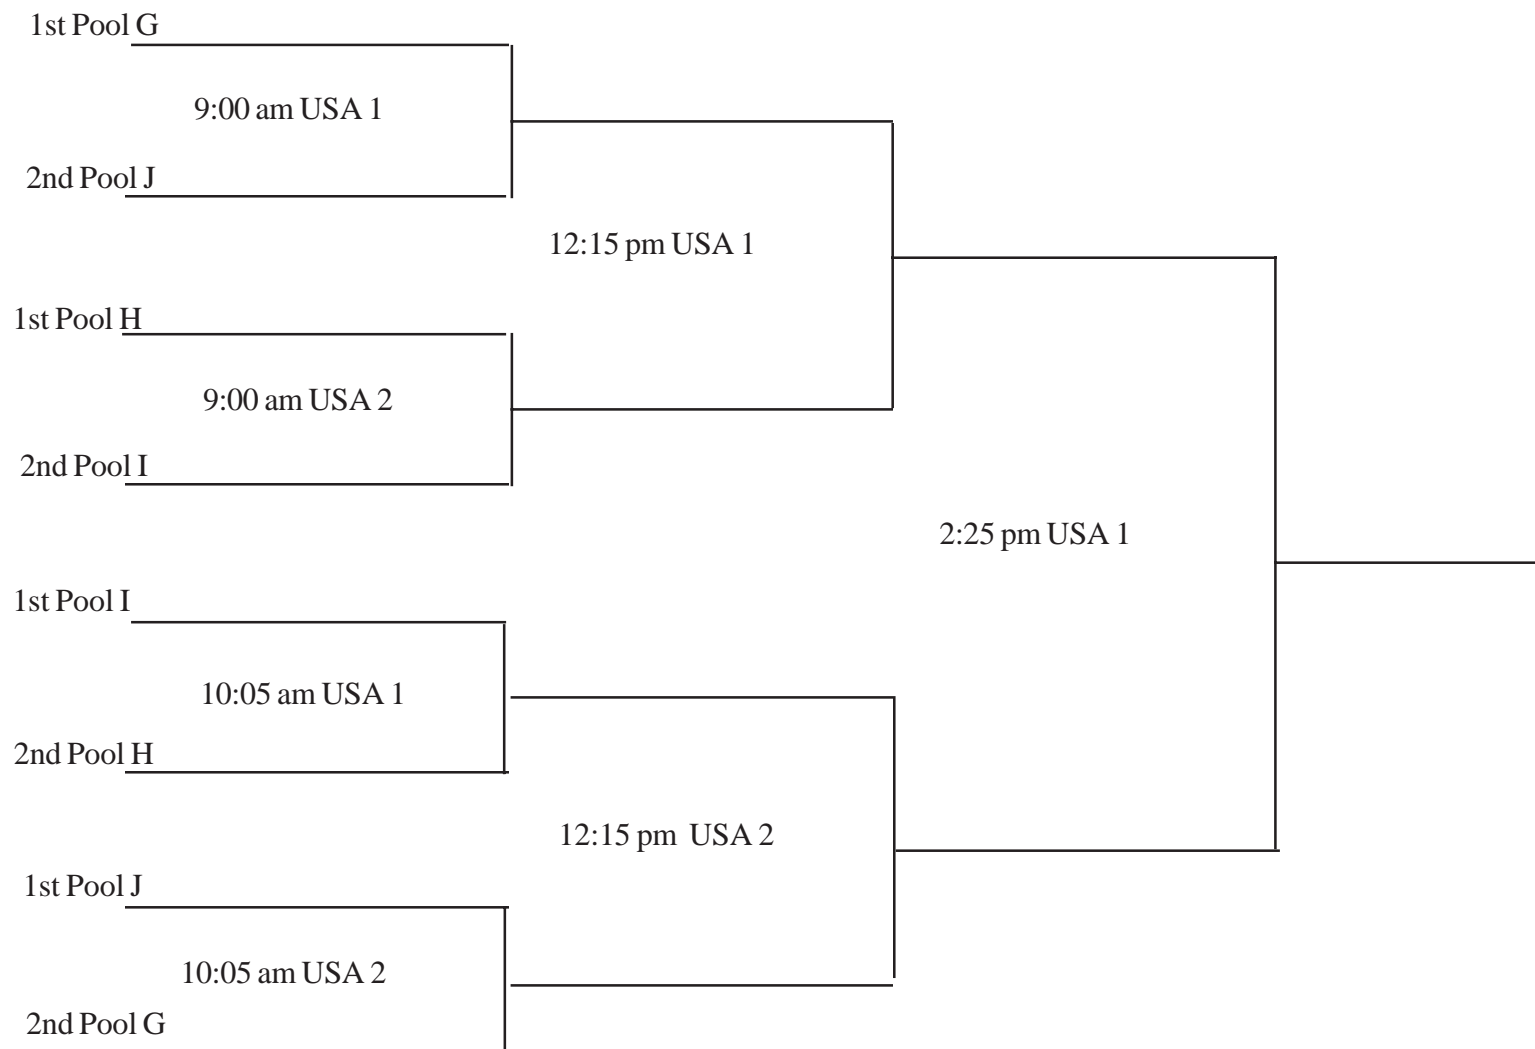 1st Pool G
9:00 am USA 1
2nd Pool J
12:15 pm USA 1
1st Pool H
9:00 am USA 2
2nd Pool I
2:25 pm USA 1
1st Pool I
10:05 am USA 1
2nd Pool H
12:15 pm USA 2
1st Pool J
10:05 am USA 2
2nd Pool G